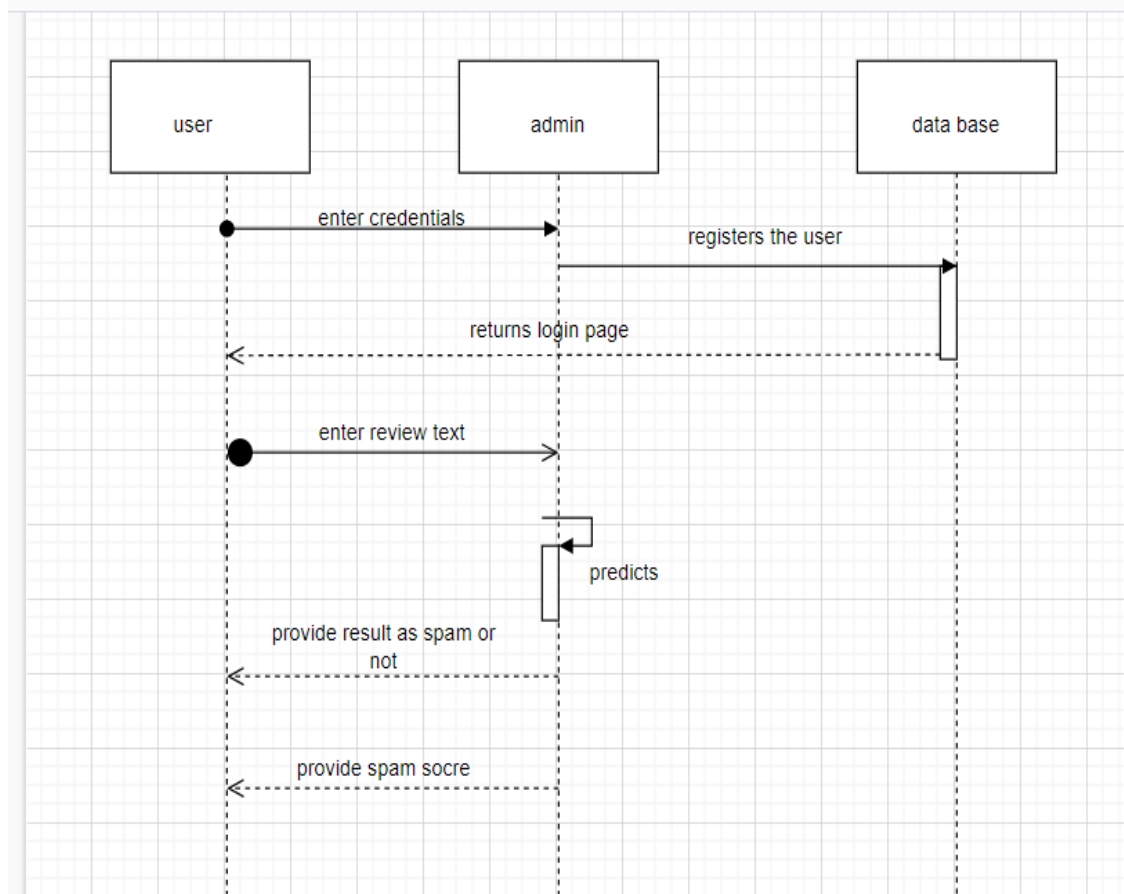 user
admin
data base
enter credentials
registers the user
returns login page
enter review text
predicts
provide result as spam or
not
provide spam socre